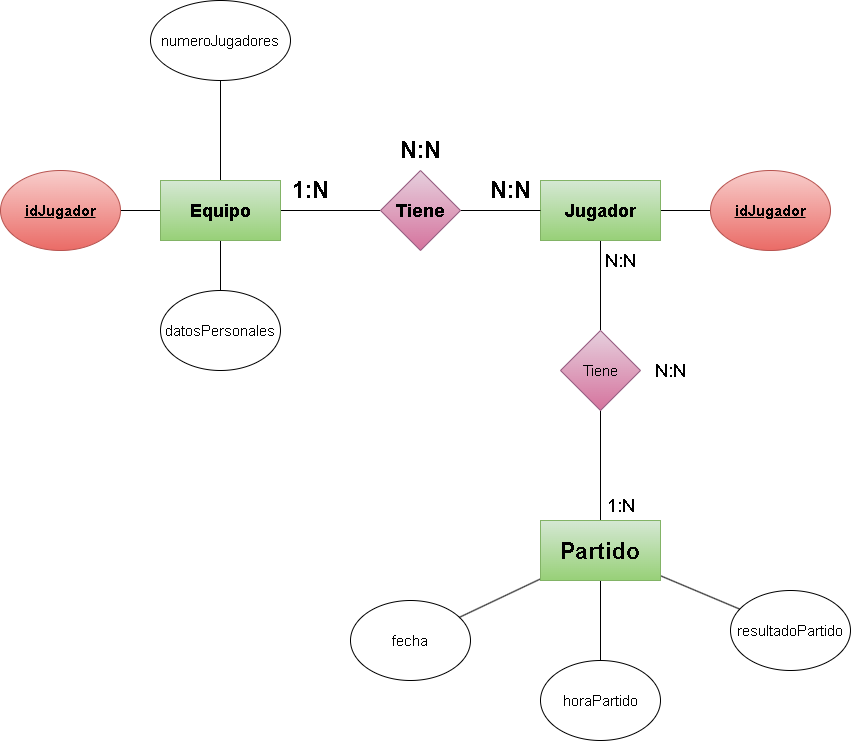 numeroJugadores
N:N
1:N
N:N
idJugador
Equipo
Tiene
Jugador
idJugador
N:N
datosPersonales
Tiene
N:N
1:N
Partido
fecha
resultadoPartido
horaPartido